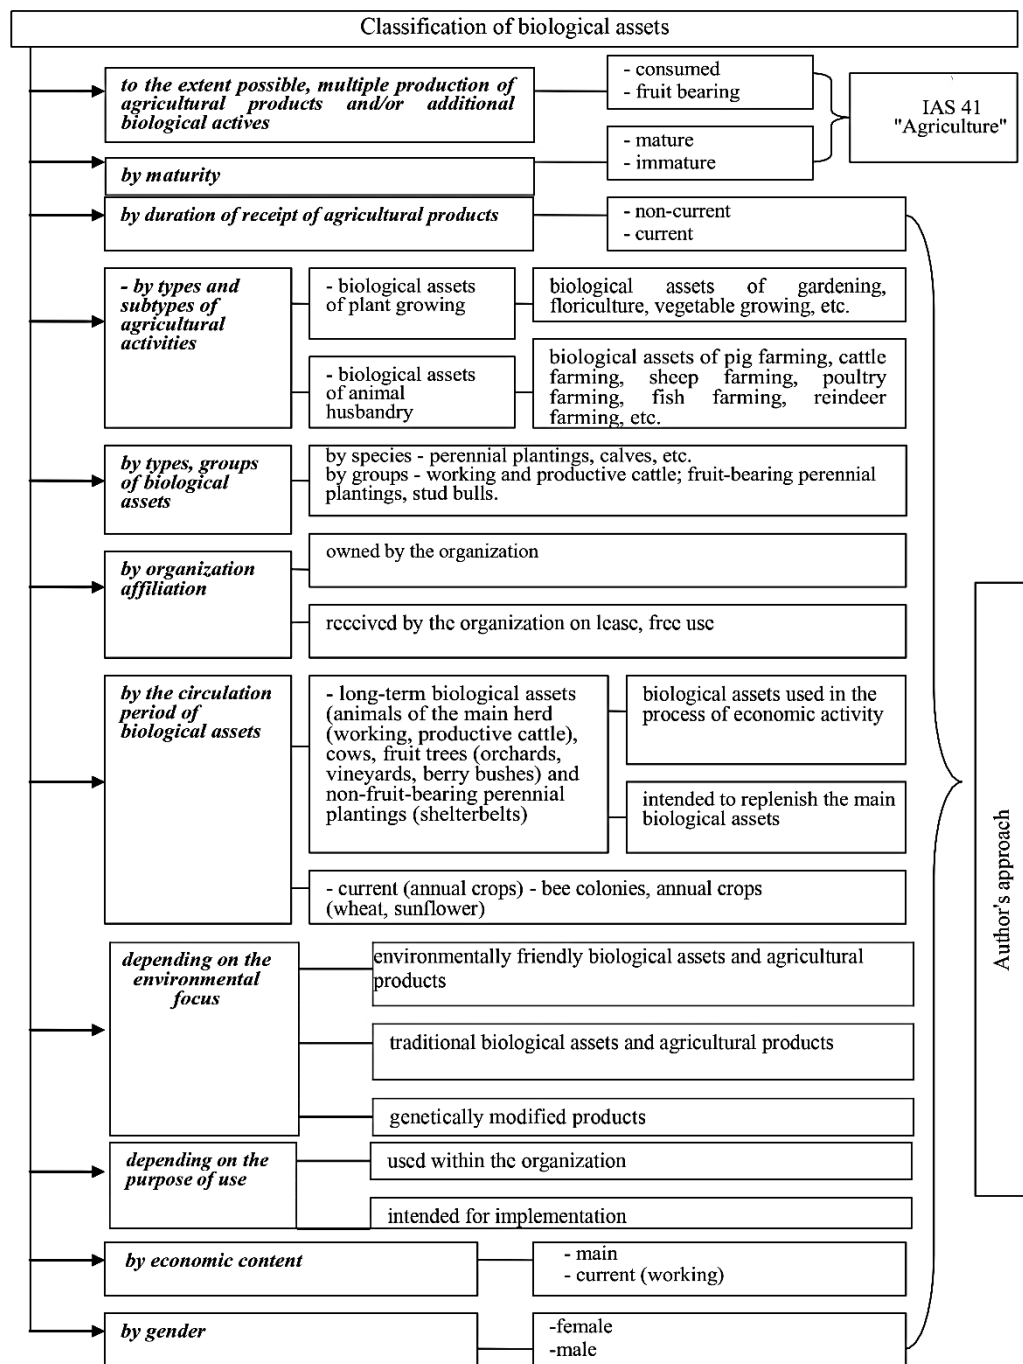 Classification of biological assets
to the extent possible, multiple production of
agricultural products and/or additional
biological actives
- consumed
- fruit bearing
IAS 41
"Agriculture"
by maturity
- mature
- immature
by duration of receipt of agricultural products
- non-current
- current
- by types and
subtypes of
agricultural
activities
- biological assets
of plant growing
biological assets of gardening,
floriculture, vegetable growing, etc.
- biological assets
of animal
husbandry
biological assets of pig farming, cattle
farming, sheep farming, poultry
farming, fish farming, reindeer
farming, etc.
by types, groups
of biological
assets
by species - perennial plantings, calves, etc.
by groups - working and productive cattle; fruit-bearing perennial
plantings, stud bulls.
by organization
affiliation
owned by the organization
received by the organization on lease, free use
by the circulation
period of
biological assets
- long-term biological assets
(animals of the main herd
(working, productive cattle),
cows, fruit trees (orchards,
vineyards, berry bushes) and
non-fruit-bearing perennial
plantings (shelterbelts)
biological assets used in the
process of economic activity
intended to replenish the main
biological assets
- current (annual crops) - bee colonies, annual crops
(wheat, sunflower)
Author's approach
depending on the
environmental
focus
environmentally friendly biological assets and agricultural
products
traditional biological assets and agricultural products
genetically modified products
depending on the
purpose of use
used within the organization
intended for implementation
by economic content
- main
- current (working)
by gender
-female
-male